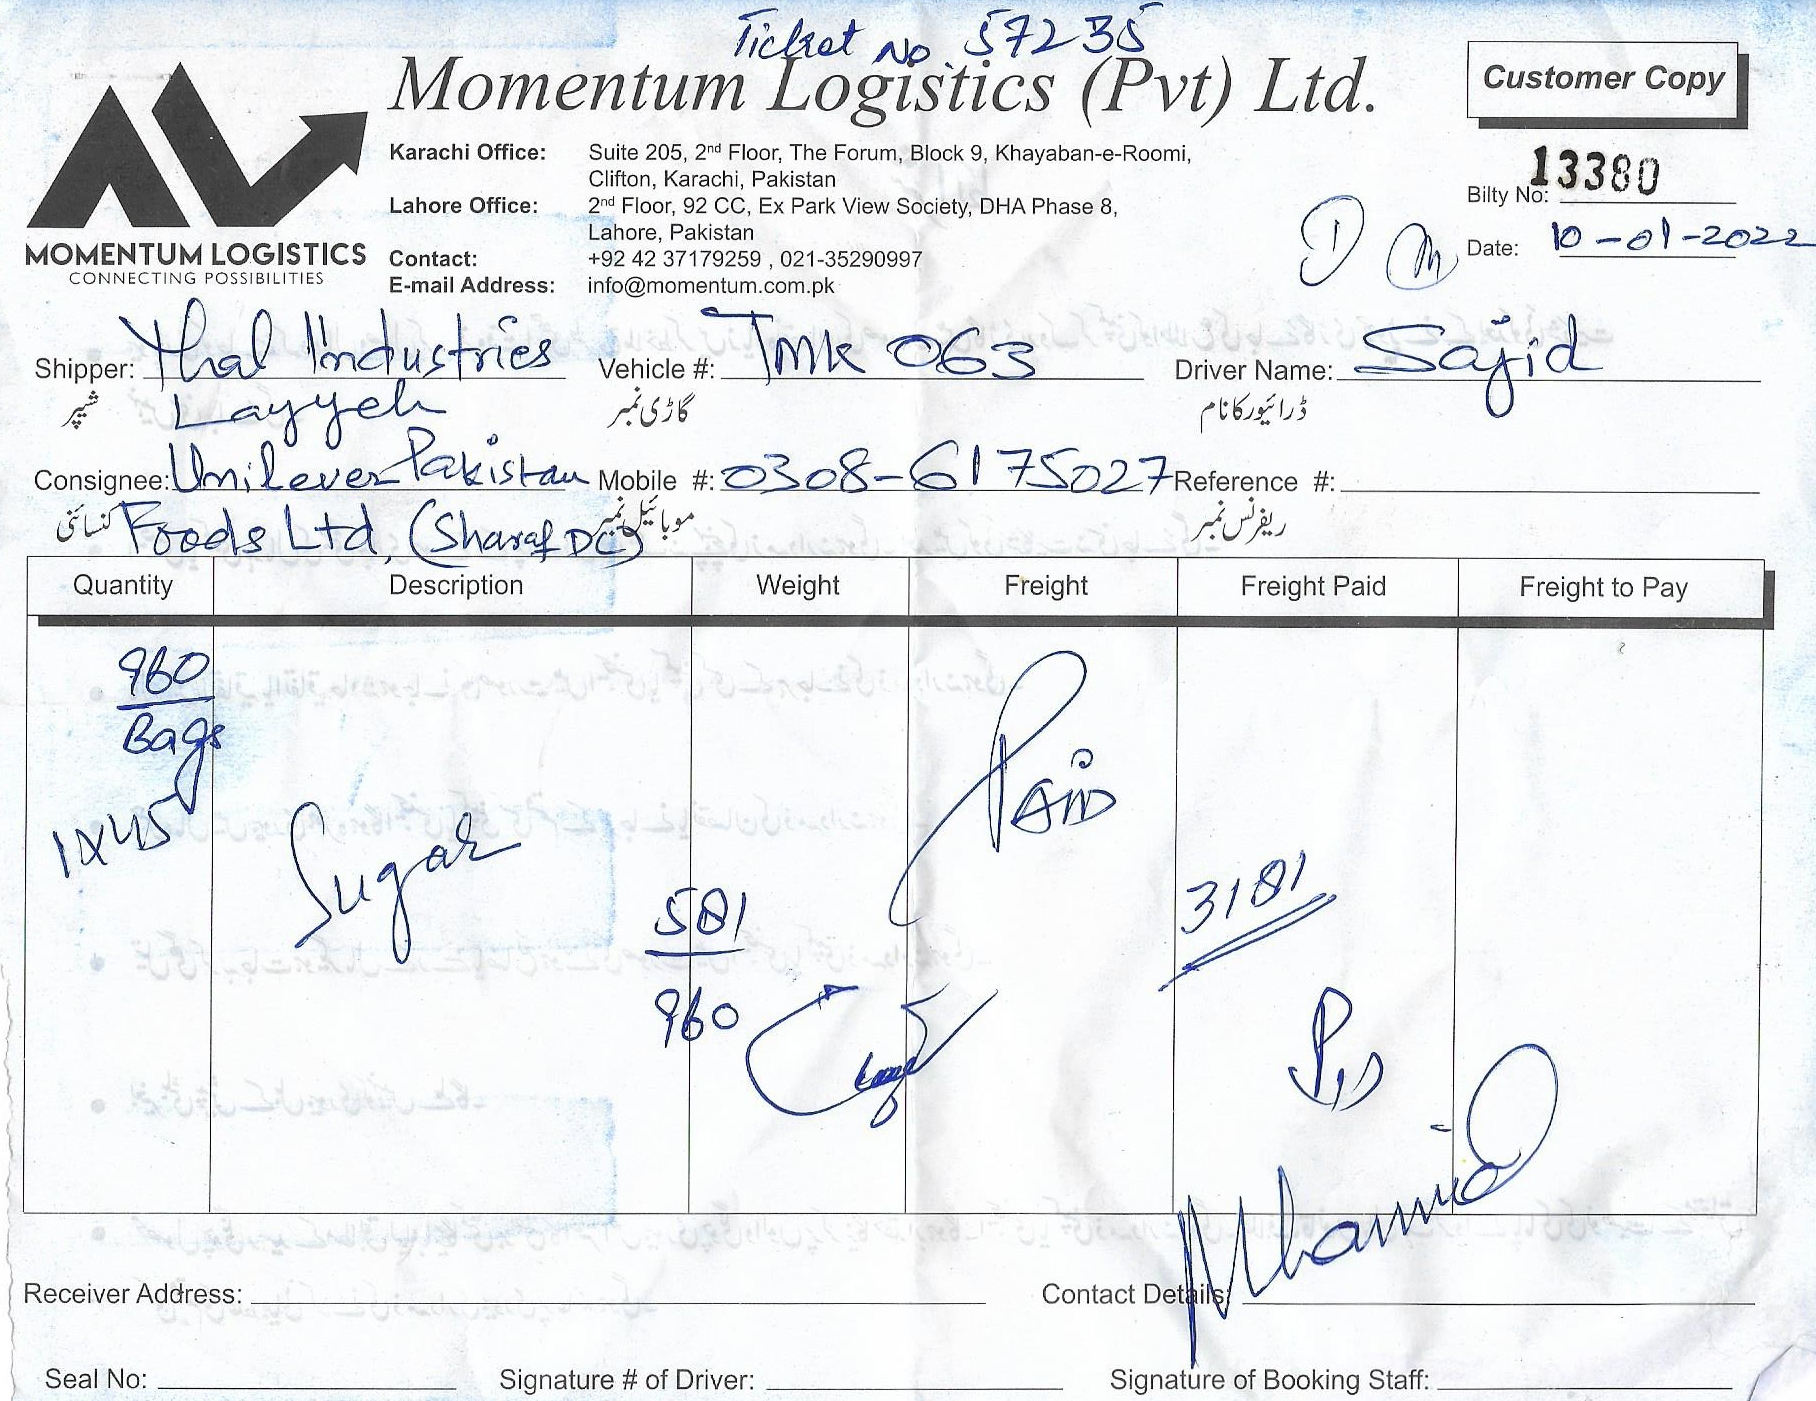 Ticket No. 57235
Momentum Logistics (Pvt) Ltd.
Customer Copy
MOMENTUM LOGISTICS
CONNECTING POSSIBILITIES
Karachi Office: Suite 205, 2nd Floor, The Forum, Block 9, Khayaban-e-Roomi,
Clifton, Karachi, Pakistan
Lahore Office: 2nd Floor, 92 CC, Ex Park View Society, DHA Phase 8,
Lahore, Pakistan
Contact: +92 42 37179259 , 021-35290997
E-mail Address: info@momentum.com.pk
Bilty No: 13380
Date: 10-01-2022
Shipper: Thal Industries Vehicle #: TMK 063 Driver Name: Sajid
شپر Layyeh گاڑی نمبر ڈرائیور کا نام
Consignee: Unilever Pakistan Mobile #: 0308-6175027 Reference #:
کنسائنی Foods Ltd, (Sharaf DC) موبائیل نمبر ریفرنس نمبر
Quantity Description Weight Freight Freight Paid Freight to Pay
960
Bags
1x45
Sugar
PAID
581
960
3181
Receiver Address: Contact Details:
Seal No: Signature # of Driver: Signature of Booking Staff: